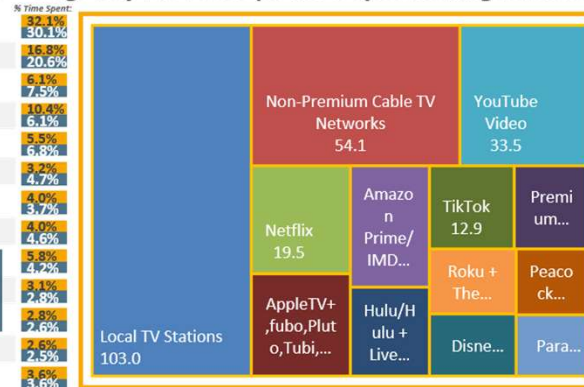 % Time Spent:
32.1%
30.1%
16.8%
20.6%
6.1%
7.5%
10.4%
6.1%
5.5%
6.8%
3.2%
4.7%
4.0%
3.7%
4.0%
4.6%
5.8%
4.2%
3.1%
2.8%
2.8%
2.6%
2.6%
2.5%
3.6%
3.6%
Local TV Stations
103.0
Non-Premium Cable TV
Networks
54.1
YouTube
Video
33.5
Netflix
19.5
Amazo
n
Prime/
IMD...
TikTok
12.9
Premi
um...
AppleTV+
,fubo,Plut
o,Tubi,...
Hulu/H
ulu +
Live...
Roku +
The...
Peaco
ck...
Disne...
Para...